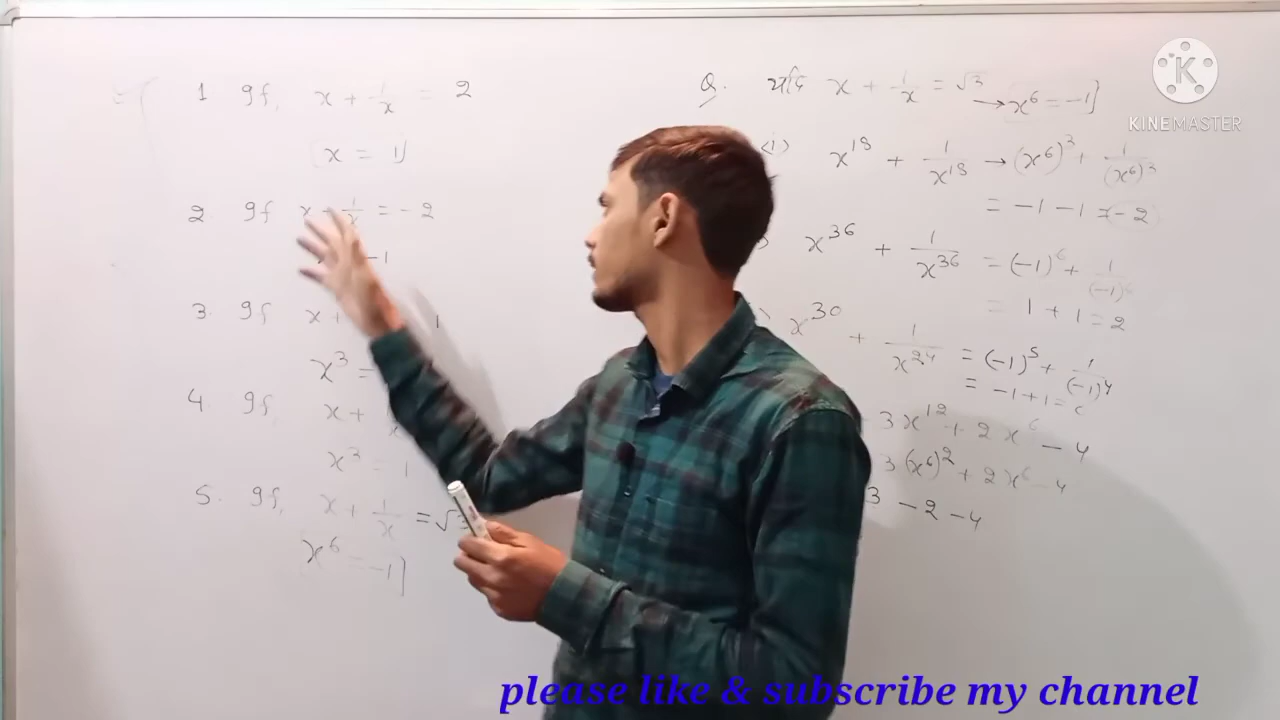 1 If, x + 1/x = 2
x = 1
2. If x + 1/x = -2
-1
3. If x + 1
x³ =
4 If, x +
x³ = 1
5. If, x + 1/x = √3
x⁶ = -1]
Q. यदि x + 1/x = √3 → x⁶ = -1]
(i) x¹⁸ + 1/x¹⁸ → (x⁶)³ + 1/(x⁶)³
= -1 -1 = -2
x³⁶ + 1/x³⁶ = (-1)⁶ + 1/(-1)⁶
= 1 + 1 = 2
x³⁰ + 1/x²⁴ = (-1)⁵ + 1/(-1)⁴
= -1 + 1 =
3x¹² + 2x⁶ - 4
3(x⁶)² + 2x⁶ - 4
3 - 2 - 4
KINEMASTER
please like & subscribe my channel